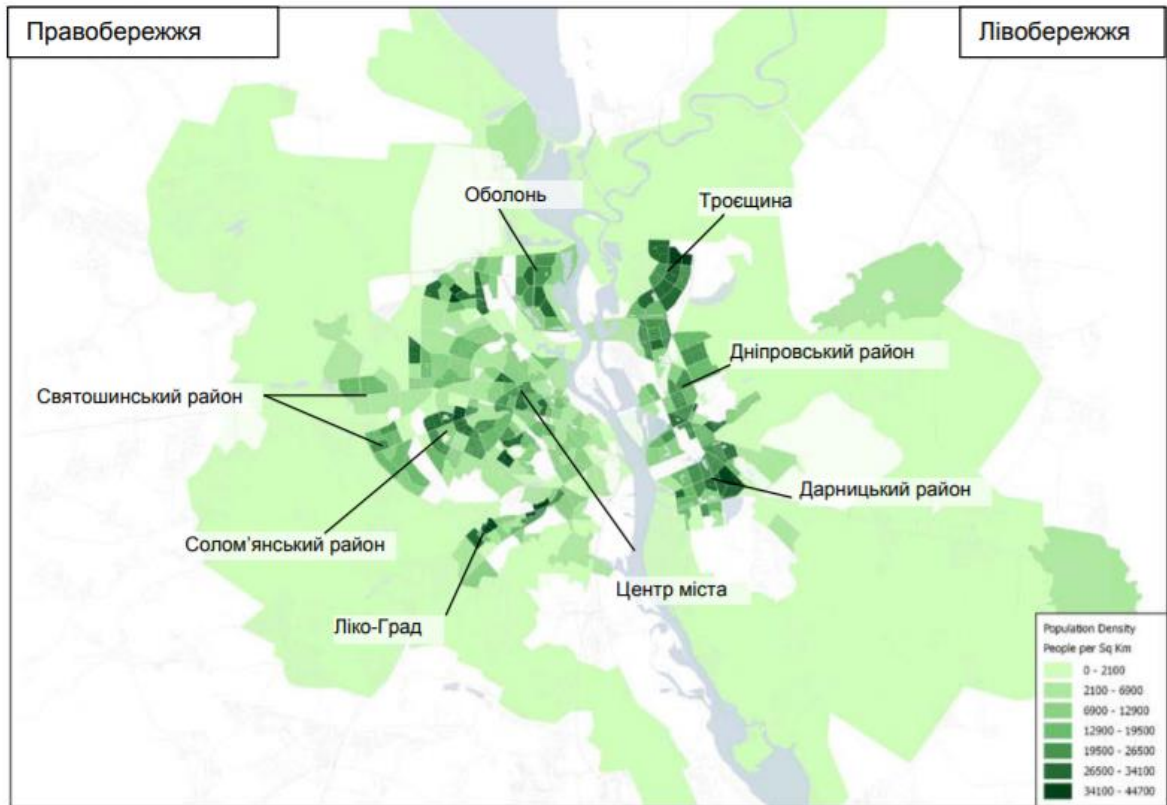 Правобережжя
Лівобережжя
Оболонь
Троєщина
Дніпровський район
Святошинський район
Дарницький район
Солом’янський район
Центр міста
Ліко-Град
Population Density
People per Sq Km
0 - 2100
2100 - 6900
6900 - 12900
12900 - 19500
19500 - 26500
26500 - 34100
34100 - 44700